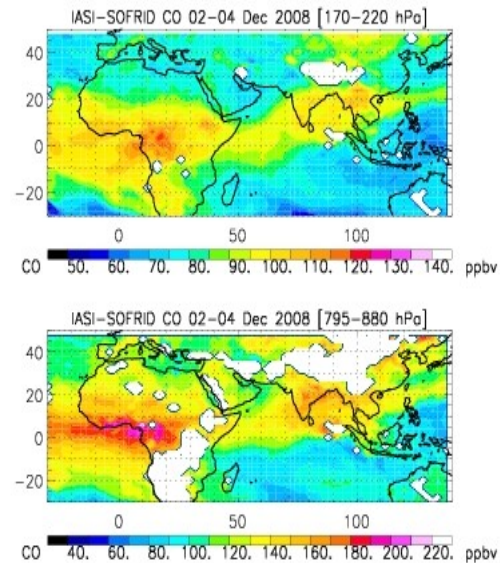 IASI-SOFRID CO 02-04 Dec 2008 [170-220 hPa]
40
20
0
-20
0 50 100
CO 50. 60. 70. 80. 90. 100. 110. 120. 130. 140. ppbv
IASI-SOFRID CO 02-04 Dec 2008 [795-880 hPa]
40
20
0
-20
0 50 100
CO 40. 60. 80. 100. 120. 140. 160. 180. 200. 220. ppbv